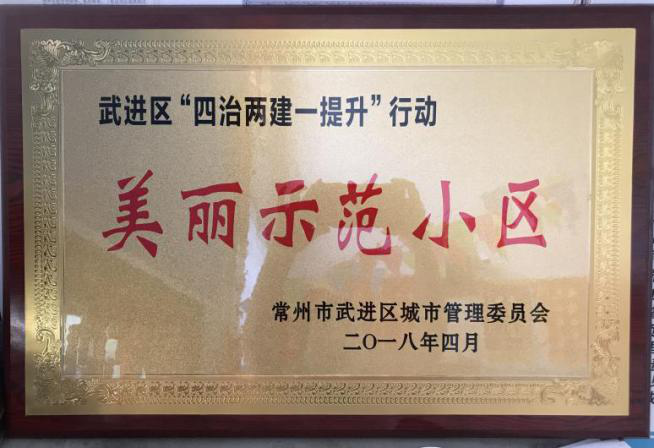 武进区“四治两建一提升”行动
美丽示范小区
常州市武进区城市管理委员会
二〇一八年四月